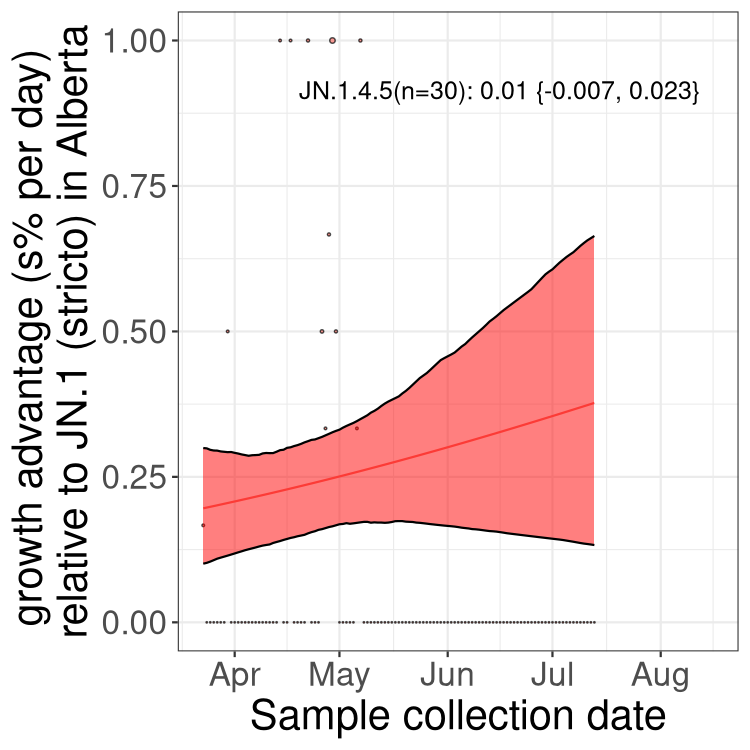 growth advantage (s% per day)
relative to JN.1 (stricto) in Alberta
1.00
0.75
0.50
0.25
0.00
JN.1.4.5(n=30): 0.01 {-0.007, 0.023}
Apr May Jun Jul Aug
Sample collection date